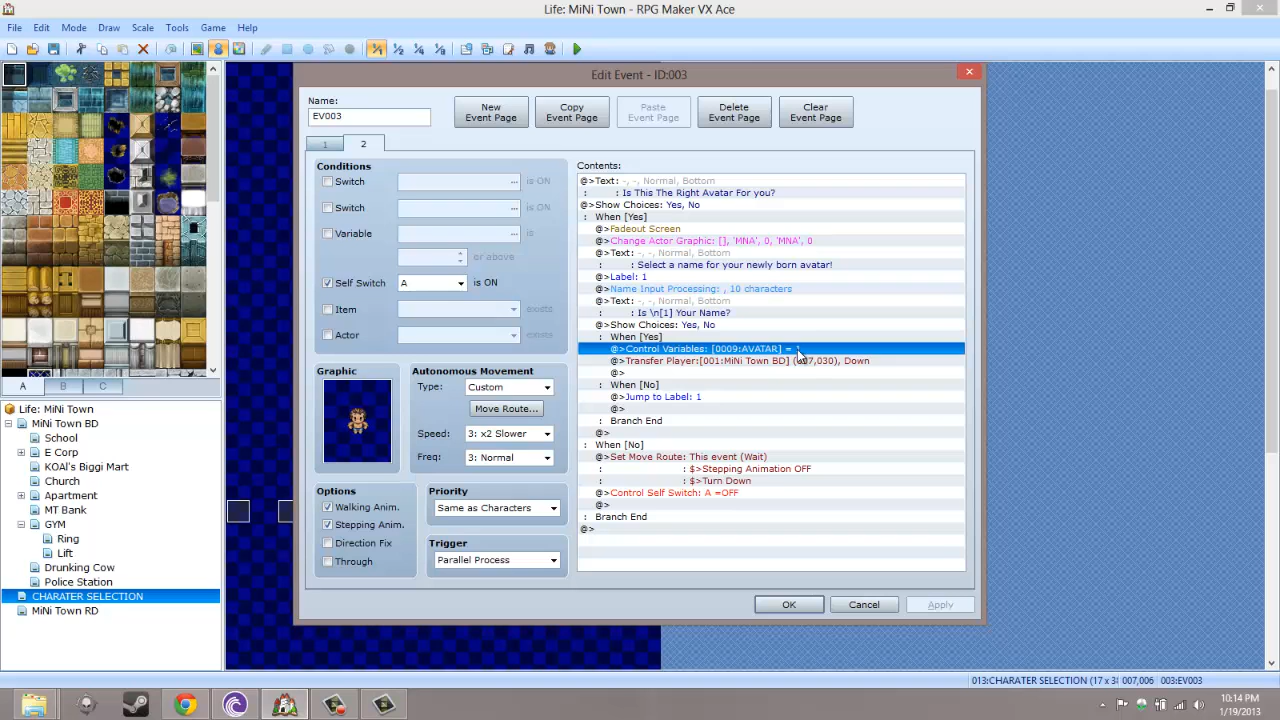 Life: MiNi Town - RPG Maker VX Ace
File Edit Mode Draw Scale Tools Game Help
Edit Event - ID:003
Name:
EV003
New Event Page
Copy Event Page
Paste Event Page
Delete Event Page
Clear Event Page
1 2
Conditions
Switch ... is ON
Switch ... is ON
Variable ... is
or above
Self Switch A is ON
Item exists
Actor exists
Graphic
Autonomous Movement
Type: Custom
Move Route...
Speed: 3: x2 Slower
Freq: 3: Normal
Options
Walking Anim.
Stepping Anim.
Direction Fix
Through
Priority
Same as Characters
Trigger
Parallel Process
Contents:
@>Text: -, -, Normal, Bottom
: : Is This The Right Avatar For you?
@>Show Choices: Yes, No
: When [Yes]
@>Fadeout Screen
@>Change Actor Graphic: [], 'MNA', 0, 'MNA', 0
@>Text: -, -, Normal, Bottom
: : Select a name for your newly born avatar!
@>Label: 1
@>Name Input Processing: , 10 characters
@>Text: -, -, Normal, Bottom
: : Is \n[1] Your Name?
@>Show Choices: Yes, No
: When [Yes]
@>Control Variables: [0009:AVATAR] =
@>Transfer Player:[001:MiNi Town BD] ( 07,030), Down
@>
: When [No]
@>Jump to Label: 1
@>
: Branch End
@>
: When [No]
@>Set Move Route: This event (Wait)
: : $>Stepping Animation OFF
: : $>Turn Down
@>Control Self Switch: A =OFF
@>
: Branch End
@>
OK Cancel Apply
A B C
Life: MiNi Town
MiNi Town BD
School
E Corp
KOAl's Biggi Mart
Church
Apartment
MT Bank
GYM
Ring
Lift
Drunking Cow
Police Station
CHARATER SELECTION
MiNi Town RD
013:CHARATER SELECTION (17 x 3 007,006 003:EV003
10:14 PM
1/19/2013